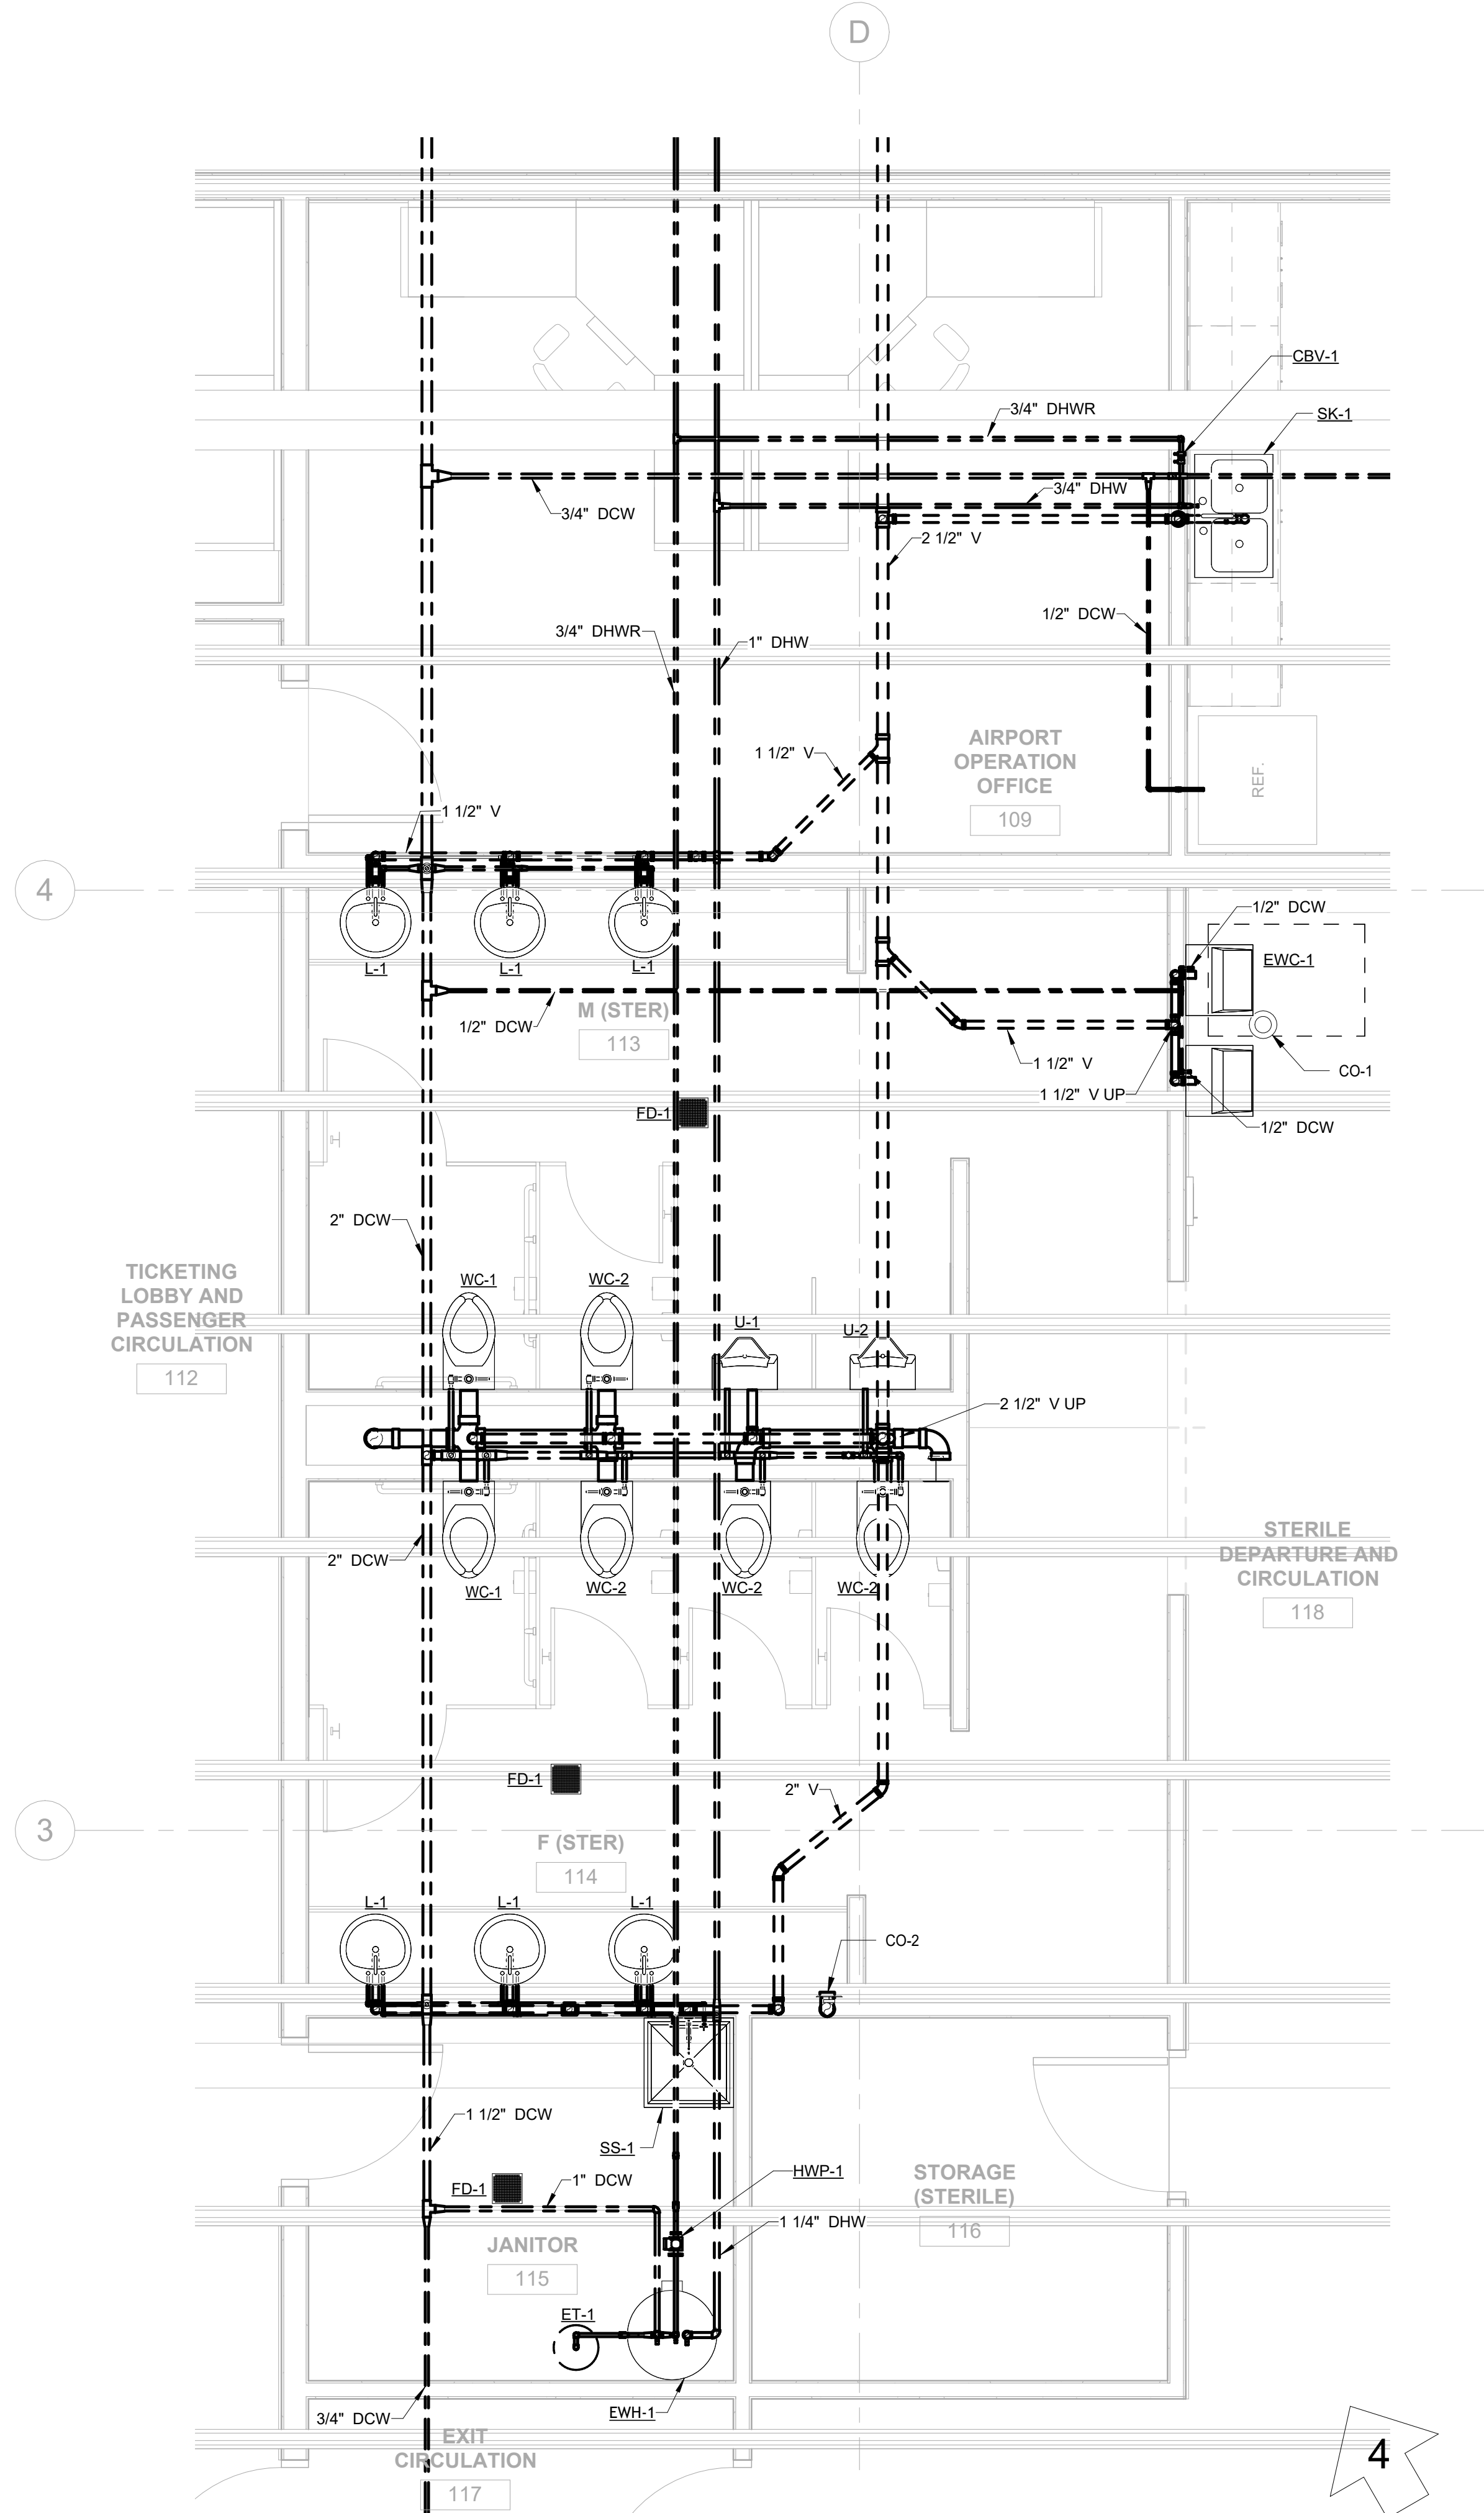 D
CBV-1
3/4" DHWR
SK-1
3/4" DHW
3/4" DCW
2 1/2" V
1/2" DCW
3/4" DHWR
1" DHW
AIRPORT
OPERATION
OFFICE
109
REF.
1 1/2" V
1 1/2" V
4
1/2" DCW
EWC-1
L-1
L-1
L-1
M (STER)
113
1/2" DCW
1 1/2" V
CO-1
1 1/2" V UP
FD-1
1/2" DCW
2" DCW
TICKETING
LOBBY AND
PASSENGER
CIRCULATION
112
WC-1
WC-2
U-1
U-2
2 1/2" V UP
2" DCW
WC-1
WC-2
WC-2
WC-2
STERILE
DEPARTURE AND
CIRCULATION
118
FD-1
2" V
3
F (STER)
114
L-1
L-1
L-1
CO-2
1 1/2" DCW
SS-1
HWP-1
STORAGE
(STERILE)
116
FD-1
1" DCW
1 1/4" DHW
JANITOR
115
ET-1
EWH-1
3/4" DCW
EXIT
CIRCULATION
117
4